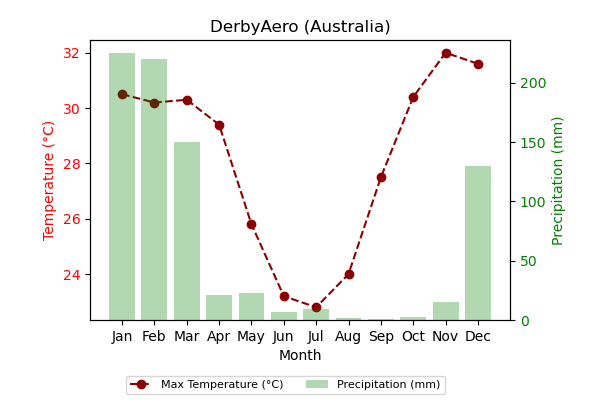 DerbyAero (Australia)
Temperature (°C)
32
30
28
26
24
Precipitation (mm)
200
150
100
50
0
Jan Feb Mar Apr May Jun Jul Aug Sep Oct Nov Dec
Month
Max Temperature (°C) Precipitation (mm)